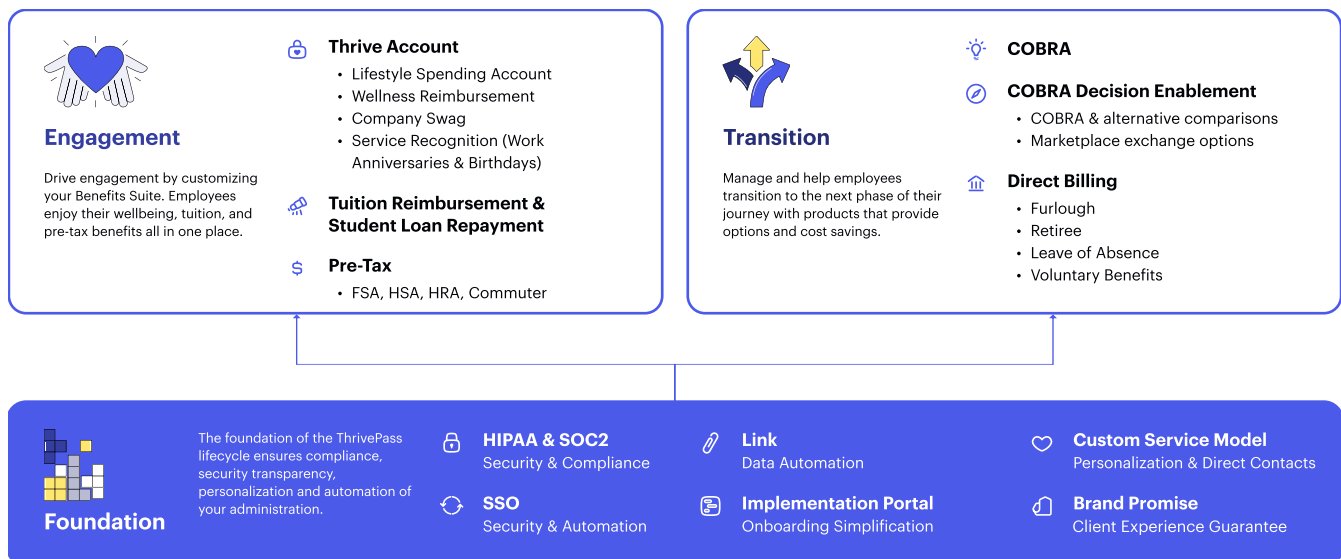 Engagement
Drive engagement by customizing
your Benefits Suite. Employees
enjoy their wellbeing, tuition, and
pre-tax benefits all in one place.
Thrive Account
• Lifestyle Spending Account
• Wellness Reimbursement
• Company Swag
• Service Recognition (Work
Anniversaries & Birthdays)
Tuition Reimbursement &
Student Loan Repayment
$
Pre-Tax
• FSA, HSA, HRA, Commuter
Transition
Manage and help employees
transition to the next phase of their
journey with products that provide
options and cost savings.
COBRA
COBRA Decision Enablement
• COBRA & alternative comparisons
• Marketplace exchange options
Direct Billing
• Furlough
• Retiree
• Leave of Absence
• Voluntary Benefits
Foundation
The foundation of the ThrivePass
lifecycle ensures compliance,
security transparency,
personalization and automation of
your administration.
HIPAA & SOC2
Security & Compliance
SSO
Security & Automation
Link
Data Automation
Implementation Portal
Onboarding Simplification
Custom Service Model
Personalization & Direct Contacts
Brand Promise
Client Experience Guarantee